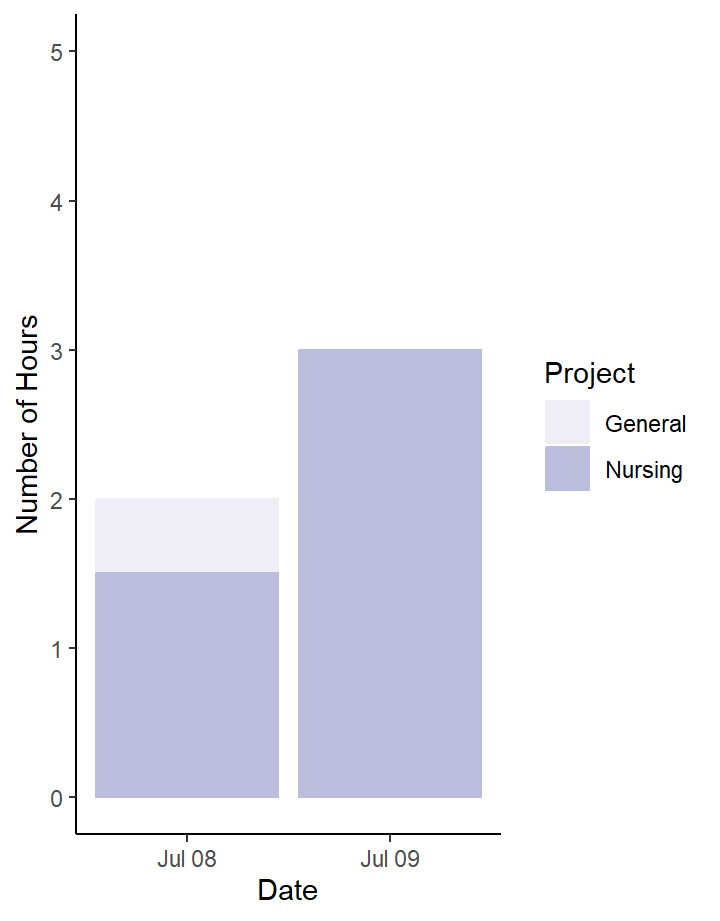 5
4
3
2
1
0
Number of Hours
Jul 08
Jul 09
Date
Project
General
Nursing